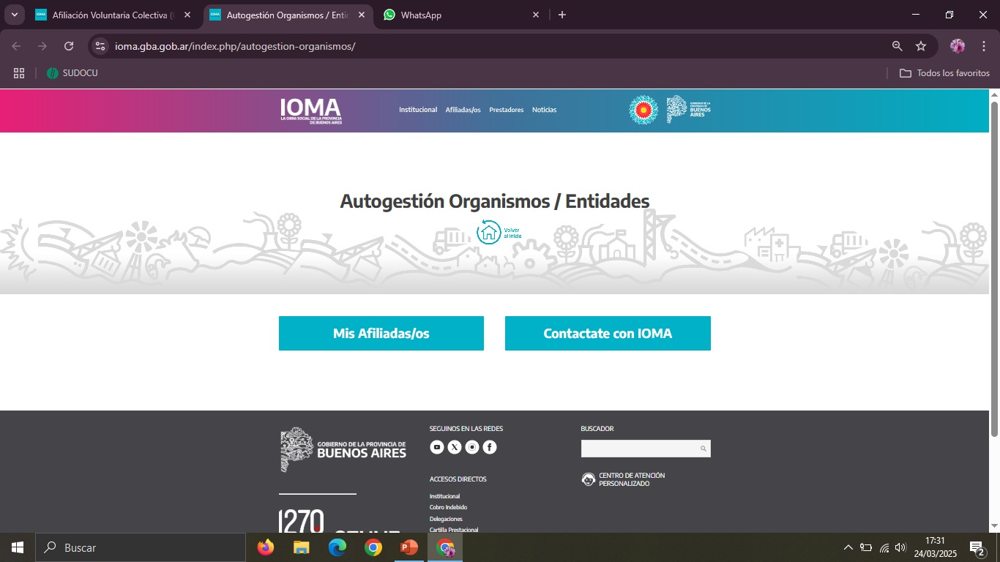 Afiliación Voluntaria Colectiva (
Autogestión Organismos / Entid
WhatsApp
ioma.gba.gob.ar/index.php/autogestion-organismos/
SUDOCU
Todos los favoritos
IOMA
LA OBRA SOCIAL DE LA PROVINCIA
DE BUENOS AIRES
Institucional
Afiliadas/os
Prestadores
Noticias
GOBIERNO DE LA
PROVINCIA DE
BUENOS
AIRES
Autogestión Organismos / Entidades
Volver
al inicio
Mis Afiliadas/os
Contactate con IOMA
GOBIERNO DE LA PROVINCIA DE
BUENOS AIRES
SEGUINOS EN LAS REDES
BUSCADOR
CENTRO DE ATENCIÓN
PERSONALIZADO
ACCESOS DIRECTOS
Institucional
Cobro Indebido
Delegaciones
Cartilla Prestacional
1270
Buscar
17:31
24/03/2025
2